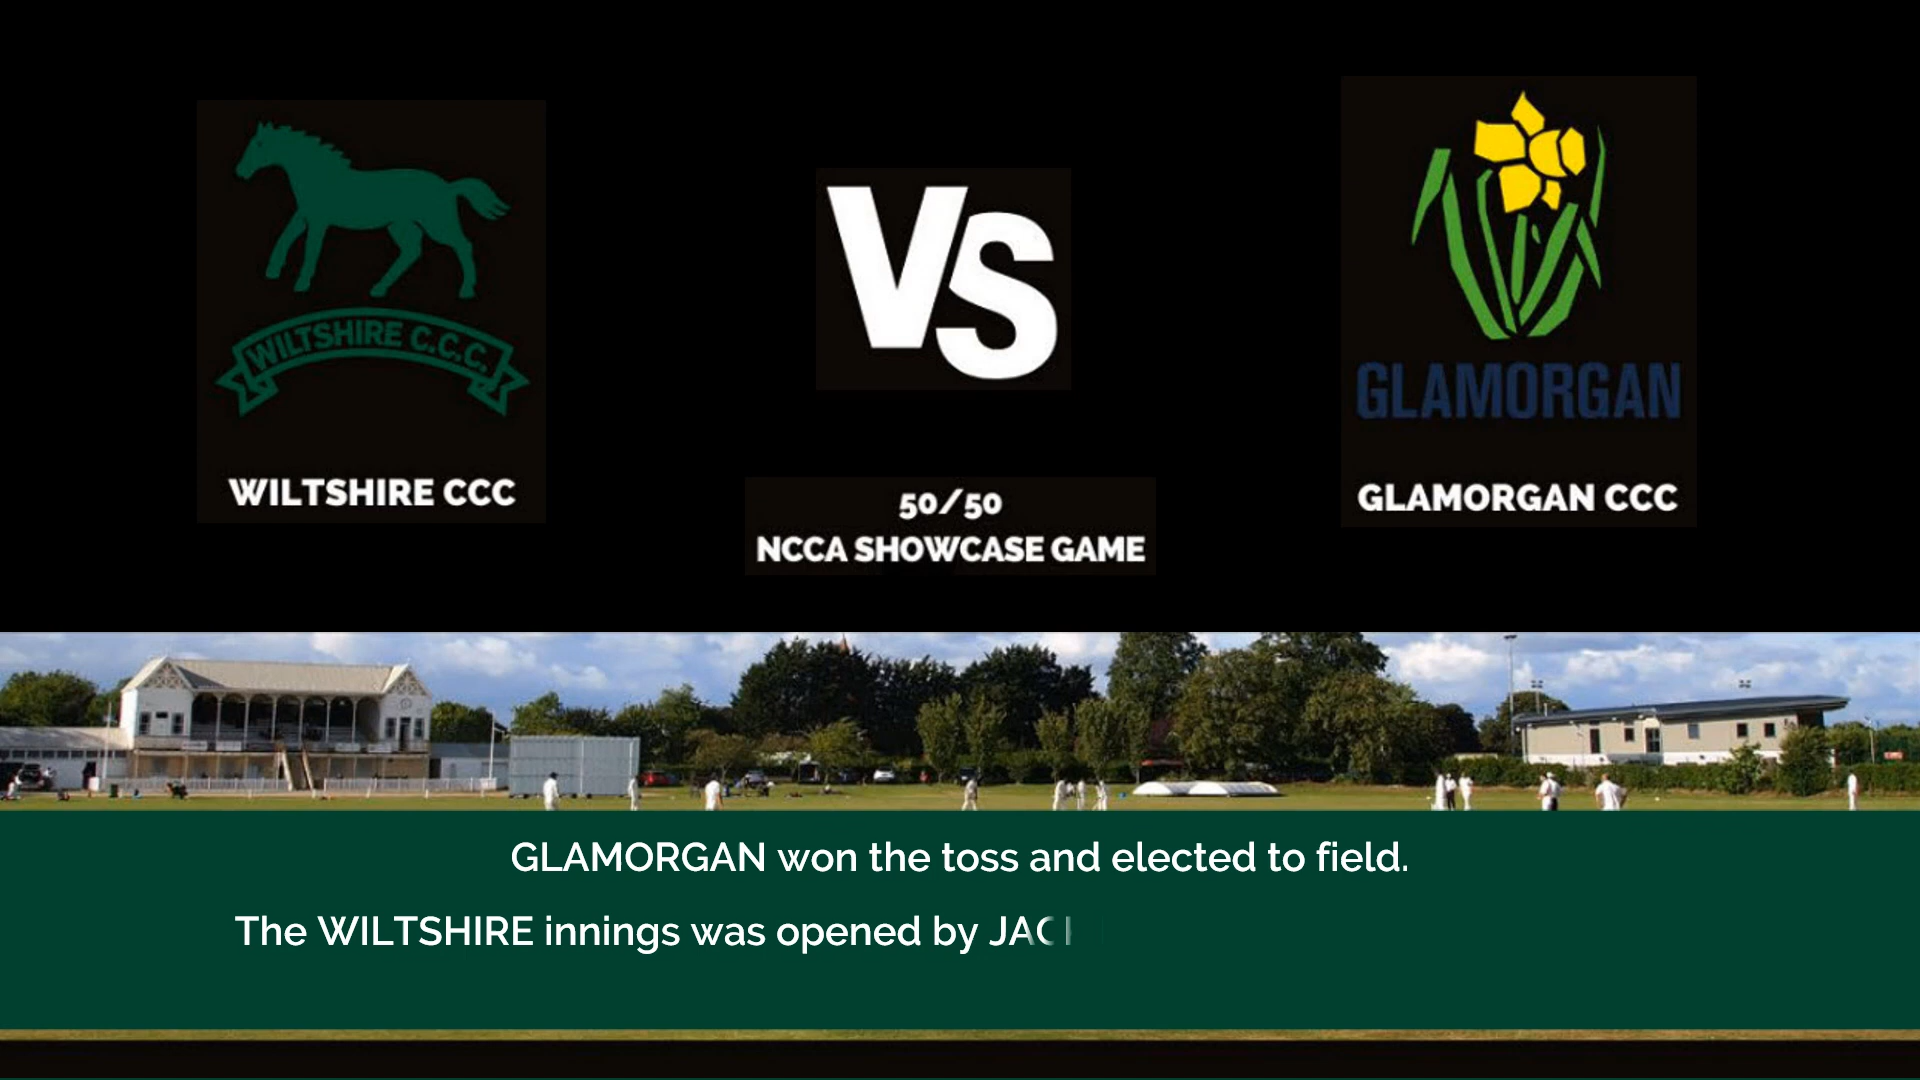 WILTSHIRE C.C.C.
WILTSHIRE CCC
VS
50/50
NCCA SHOWCASE GAME
GLAMORGAN
GLAMORGAN CCC
GLAMORGAN won the toss and elected to field.
The WILTSHIRE innings was opened by